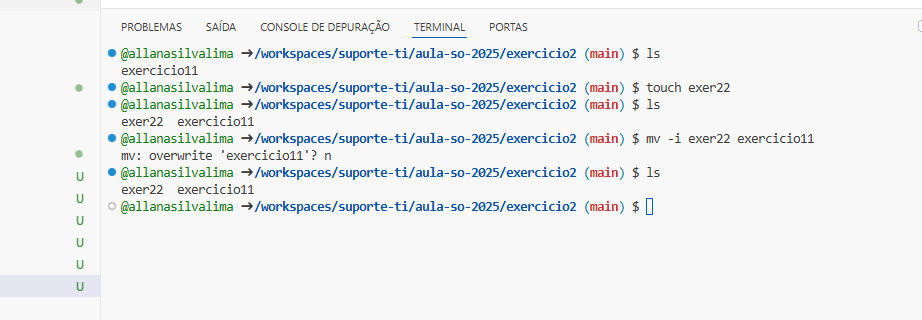 PROBLEMAS SAÍDA CONSOLE DE DEPURAÇÃO TERMINAL PORTAS
@allanasilvalima ➜/workspaces/suporte-ti/aula-so-2025/exercicio2 (main) $ ls
exercicio11
@allanasilvalima ➜/workspaces/suporte-ti/aula-so-2025/exercicio2 (main) $ touch exer22
@allanasilvalima ➜/workspaces/suporte-ti/aula-so-2025/exercicio2 (main) $ ls
exer22  exercicio11
@allanasilvalima ➜/workspaces/suporte-ti/aula-so-2025/exercicio2 (main) $ mv -i exer22 exercicio11
mv: overwrite 'exercicio11'? n
U
@allanasilvalima ➜/workspaces/suporte-ti/aula-so-2025/exercicio2 (main) $ ls
exer22  exercicio11
U
@allanasilvalima ➜/workspaces/suporte-ti/aula-so-2025/exercicio2 (main) $
U
U
U
U